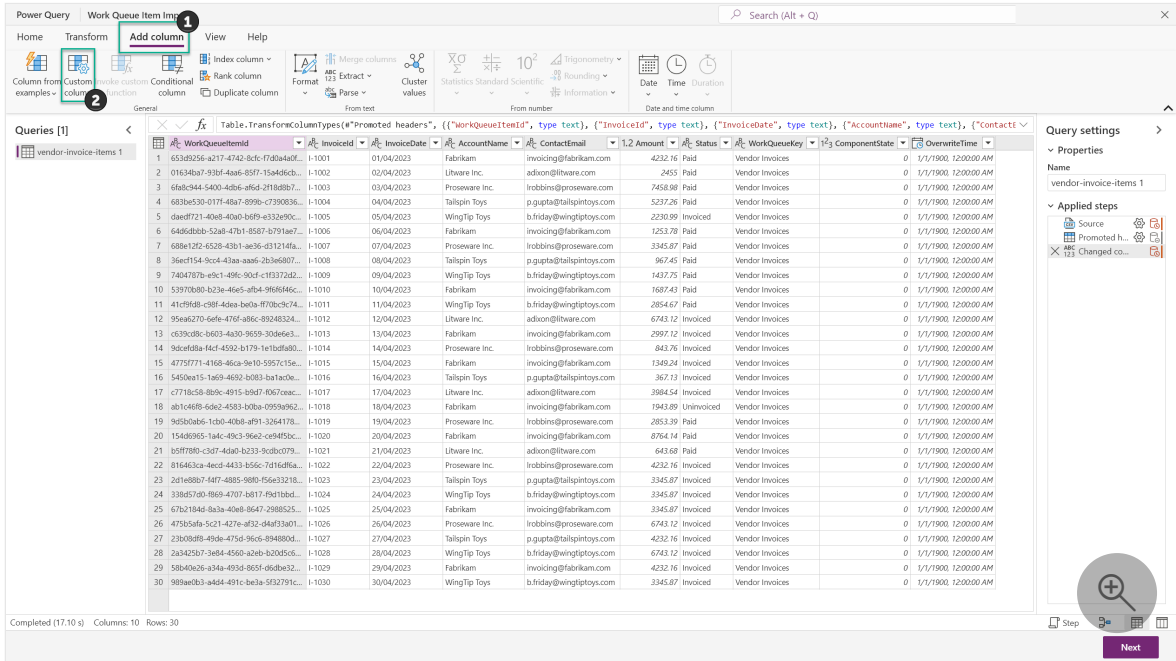 Power Query Work Queue Item Imp
1
Search (Alt + Q)
Home Transform Add column View Help
Column from examples
Custom column
2
Invoke custom function
Conditional column
Index column
Rank column
Duplicate column
General
Format
Merge columns
ABC 123 Extract
Parse
From text
Cluster values
Statistics Standard Scientific
Trigonometry
Rounding
Information
From number
Date Time Duration
Date and time column
Queries [1]
vendor-invoice-items 1
fx Table.TransformColumnTypes(#"Promoted headers", {{"WorkQueueItemId", type text}, {"InvoiceId", type text}, {"InvoiceDate", type text}, {"AccountName", type text}, {"ContactE
WorkQueueItemId InvoiceId InvoiceDate AccountName ContactEmail 1.2 Amount Status WorkQueueKey 1²3 ComponentState OverwriteTime
1 653d9256-a217-4742-8cfc-f7d0a4a0f... I-1001 01/04/2023 Fabrikam invoicing@fabrikam.com 4232.16 Paid Vendor Invoices 0 1/1/1900, 12:00:00 AM
2 01634ba7-93bf-4aa6-85f7-15a4d6cb... I-1002 02/04/2023 Litware Inc. adixon@litware.com 2455 Paid Vendor Invoices 0 1/1/1900, 12:00:00 AM
3 6fa8c944-5400-4db6-af6d-2f18d8b7... I-1003 03/04/2023 Proseware Inc. lrobbins@proseware.com 7458.98 Paid Vendor Invoices 0 1/1/1900, 12:00:00 AM
4 683be530-017f-48a7-899b-c7390836... I-1004 04/04/2023 Tailspin Toys p.gupta@tailspintoys.com 5237.26 Paid Vendor Invoices 0 1/1/1900, 12:00:00 AM
5 daedf721-40e8-40a0-b6f9-e332e90c... I-1005 05/04/2023 WingTip Toys b.friday@wingtiptoys.com 2230.99 Invoiced Vendor Invoices 0 1/1/1900, 12:00:00 AM
6 64d6dbbb-52a8-47b1-8587-b791ae7... I-1006 06/04/2023 Fabrikam invoicing@fabrikam.com 1253.78 Paid Vendor Invoices 0 1/1/1900, 12:00:00 AM
7 688e12f2-6528-43b1-ae36-d31214fa... I-1007 07/04/2023 Proseware Inc. lrobbins@proseware.com 3345.87 Paid Vendor Invoices 0 1/1/1900, 12:00:00 AM
8 36ecf154-9cc4-43aa-aaa6-2b3e6807... I-1008 08/04/2023 Tailspin Toys p.gupta@tailspintoys.com 967.45 Paid Vendor Invoices 0 1/1/1900, 12:00:00 AM
9 7404787b-e9c1-49fc-90cf-c1f3372d2... I-1009 09/04/2023 WingTip Toys b.friday@wingtiptoys.com 1437.75 Paid Vendor Invoices 0 1/1/1900, 12:00:00 AM
10 53970b80-b23e-46e5-afb4-9f6f6f46c... I-1010 10/04/2023 Fabrikam invoicing@fabrikam.com 1687.43 Paid Vendor Invoices 0 1/1/1900, 12:00:00 AM
11 41cf9fd8-c98f-4dea-be0a-ff70bc9c74... I-1011 11/04/2023 WingTip Toys b.friday@wingtiptoys.com 2854.67 Paid Vendor Invoices 0 1/1/1900, 12:00:00 AM
12 95ea6270-6efe-476f-a86c-89248324... I-1012 12/04/2023 Litware Inc. adixon@litware.com 6743.12 Invoiced Vendor Invoices 0 1/1/1900, 12:00:00 AM
13 c639cd8c-b603-4a30-9659-30de6e3... I-1013 13/04/2023 Fabrikam invoicing@fabrikam.com 2997.12 Invoiced Vendor Invoices 0 1/1/1900, 12:00:00 AM
14 9dcefd8a-f4cf-4592-b179-1e1bdfa80... I-1014 14/04/2023 Proseware Inc. lrobbins@proseware.com 843.76 Invoiced Vendor Invoices 0 1/1/1900, 12:00:00 AM
15 4775f771-4168-46ca-9e10-5957c15e... I-1015 15/04/2023 Fabrikam invoicing@fabrikam.com 1349.24 Invoiced Vendor Invoices 0 1/1/1900, 12:00:00 AM
16 5450ea15-1a69-4692-b083-ba1ac0e... I-1016 16/04/2023 Tailspin Toys p.gupta@tailspintoys.com 367.13 Invoiced Vendor Invoices 0 1/1/1900, 12:00:00 AM
17 c7718c58-8b9c-4915-b9d7-f067ceac... I-1017 17/04/2023 Litware Inc. adixon@litware.com 3984.54 Invoiced Vendor Invoices 0 1/1/1900, 12:00:00 AM
18 ab1c46f8-6de2-4583-b0ba-0959a962... I-1018 18/04/2023 Fabrikam invoicing@fabrikam.com 1943.89 Uninvoiced Vendor Invoices 0 1/1/1900, 12:00:00 AM
19 9d5b0ab6-1cb0-40b8-af91-3264178... I-1019 19/04/2023 Proseware Inc. lrobbins@proseware.com 2853.39 Paid Vendor Invoices 0 1/1/1900, 12:00:00 AM
20 154d6965-1a4c-49c3-96e2-ce94f5bc... I-1020 20/04/2023 Fabrikam invoicing@fabrikam.com 8764.14 Paid Vendor Invoices 0 1/1/1900, 12:00:00 AM
21 b5ff78f0-c3d7-4da0-b233-9cdbc079... I-1021 21/04/2023 Litware Inc. adixon@litware.com 643.68 Paid Vendor Invoices 0 1/1/1900, 12:00:00 AM
22 816463ca-4ecd-4433-b56c-7d16df6a... I-1022 22/04/2023 Proseware Inc. lrobbins@proseware.com 4232.16 Invoiced Vendor Invoices 0 1/1/1900, 12:00:00 AM
23 2d1e88b7-f4f7-4885-98f0-f56e33218... I-1023 23/04/2023 Tailspin Toys p.gupta@tailspintoys.com 3345.87 Invoiced Vendor Invoices 0 1/1/1900, 12:00:00 AM
24 338d57d0-f869-4707-b817-f9d1bbd... I-1024 24/04/2023 WingTip Toys b.friday@wingtiptoys.com 3345.87 Invoiced Vendor Invoices 0 1/1/1900, 12:00:00 AM
25 67b2184d-8a3a-40e8-8647-2988525... I-1025 25/04/2023 Fabrikam invoicing@fabrikam.com 3345.87 Invoiced Vendor Invoices 0 1/1/1900, 12:00:00 AM
26 475b5afa-5c21-427e-af32-d4af33a01... I-1026 26/04/2023 Proseware Inc. lrobbins@proseware.com 6743.12 Invoiced Vendor Invoices 0 1/1/1900, 12:00:00 AM
27 23b08df8-49de-475d-96c6-894880d... I-1027 27/04/2023 Tailspin Toys p.gupta@tailspintoys.com 4232.16 Invoiced Vendor Invoices 0 1/1/1900, 12:00:00 AM
28 2a3425b7-3e84-4560-a2eb-b20d5c6... I-1028 28/04/2023 WingTip Toys b.friday@wingtiptoys.com 6743.12 Invoiced Vendor Invoices 0 1/1/1900, 12:00:00 AM
29 58b40e26-a34a-493d-865f-d6dbe32... I-1029 29/04/2023 Fabrikam invoicing@fabrikam.com 4232.16 Invoiced Vendor Invoices 0 1/1/1900, 12:00:00 AM
30 989ae0b3-a4d4-491c-be3a-5f32791c... I-1030 30/04/2023 WingTip Toys b.friday@wingtiptoys.com 3345.87 Invoiced Vendor Invoices 0 1/1/1900, 12:00:00 AM
Query settings
Properties
Name
vendor-invoice-items 1
Applied steps
Source
Promoted h...
Changed co...
Completed (17.10 s) Columns: 10 Rows: 30
Step
Next